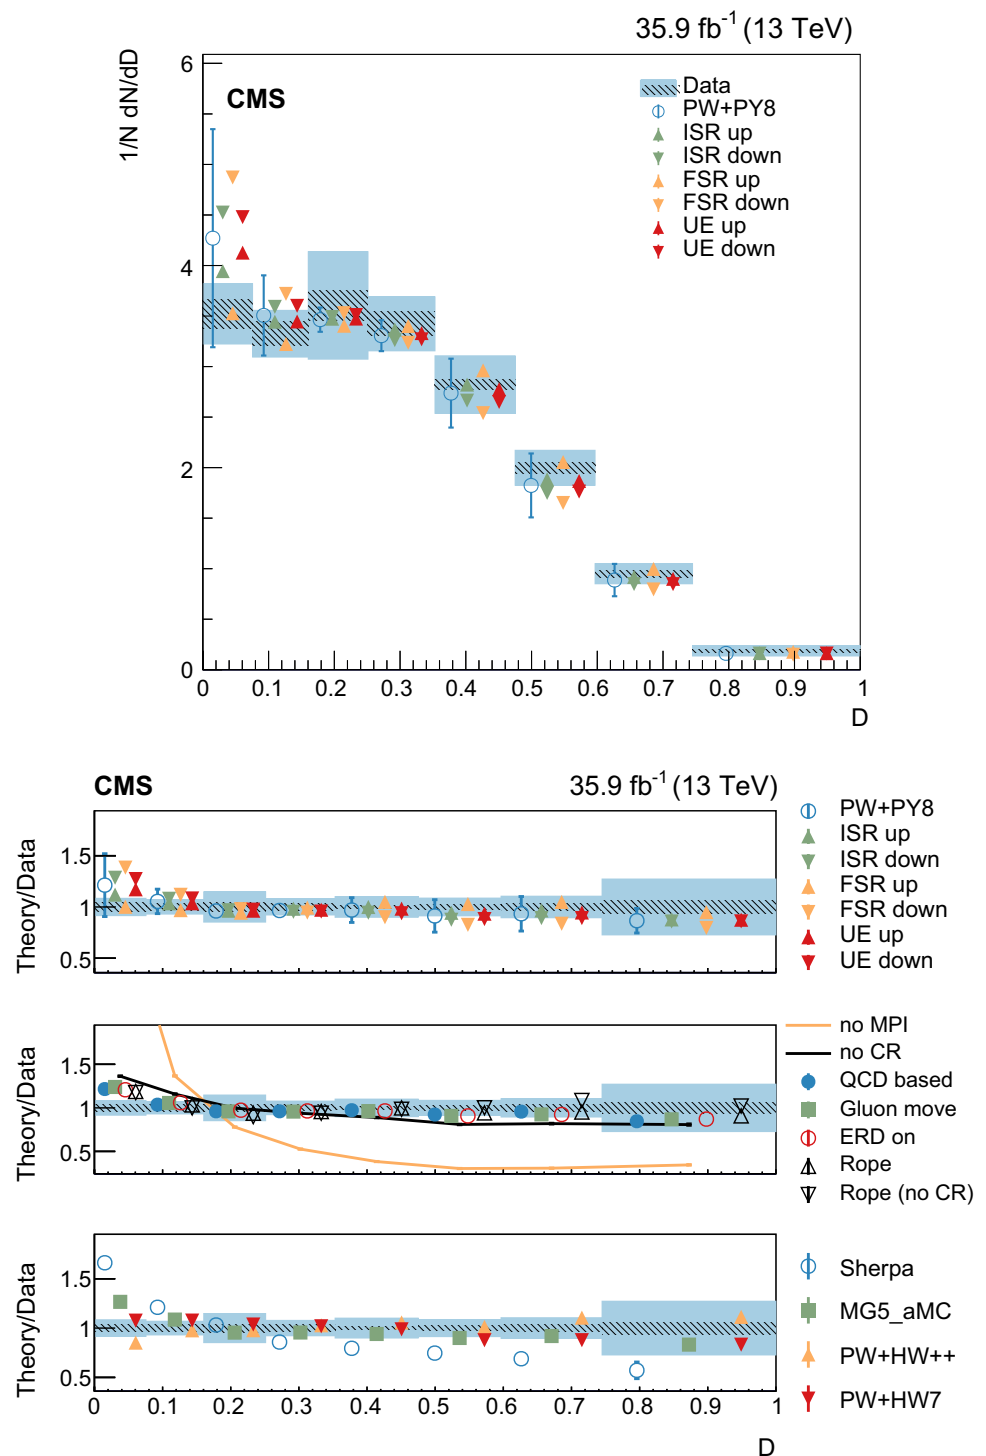 35.9 fb⁻¹ (13 TeV)
1/N dN/dD
CMS
Data
PW+PY8
ISR up
ISR down
FSR up
FSR down
UE up
UE down
6
4
2
0
0 0.1 0.2 0.3 0.4 0.5 0.6 0.7 0.8 0.9 1
D
CMS 35.9 fb⁻¹ (13 TeV)
Theory/Data
1.5
1
0.5
PW+PY8
ISR up
ISR down
FSR up
FSR down
UE up
UE down
Theory/Data
1.5
1
0.5
no MPI
no CR
QCD based
Gluon move
ERD on
Rope
Rope (no CR)
Theory/Data
1.5
1
0.5
Sherpa
MG5_aMC
PW+HW++
PW+HW7
0 0.1 0.2 0.3 0.4 0.5 0.6 0.7 0.8 0.9 1
D